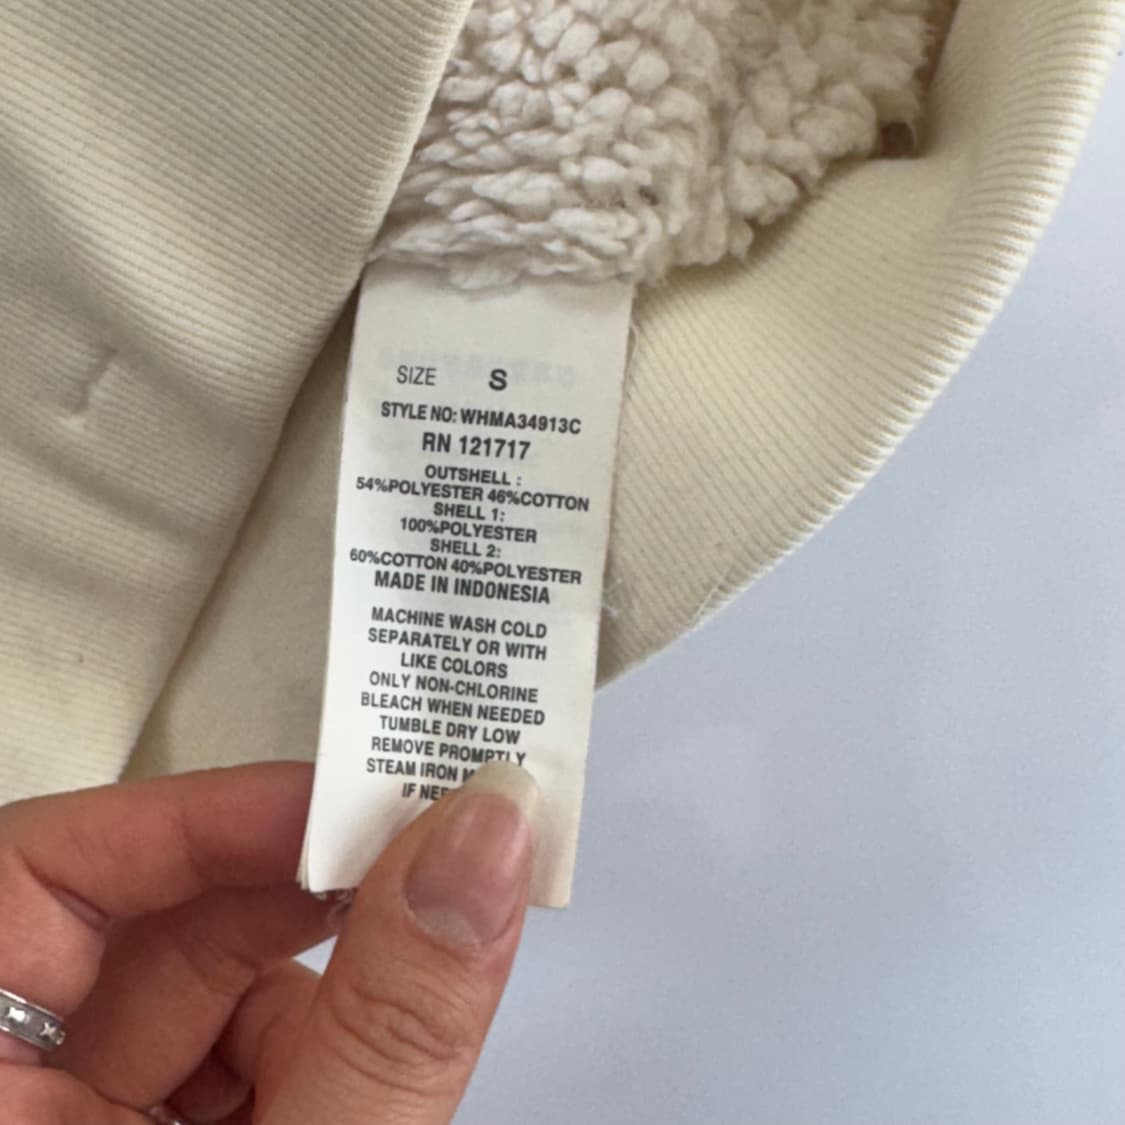 SIZE S
STYLE NO: WHMA34913C
RN 121717
OUTSHELL :
54%POLYESTER 46%COTTON
SHELL 1:
100%POLYESTER
SHELL 2:
60%COTTON 40%POLYESTER
MADE IN INDONESIA
MACHINE WASH COLD
SEPARATELY OR WITH
LIKE COLORS
ONLY NON-CHLORINE
BLEACH WHEN NEEDED
TUMBLE DRY LOW
REMOVE PROMPTLY
STEAM IRON
IF